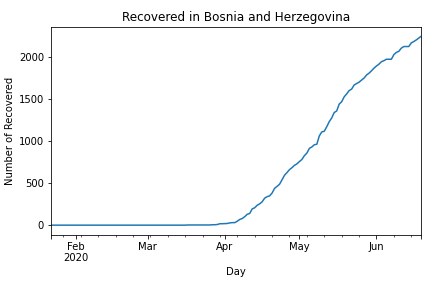 Recovered in Bosnia and Herzegovina
Number of Recovered
2000
1500
1000
500
0
Feb
2020
Mar
Apr
May
Jun
Day